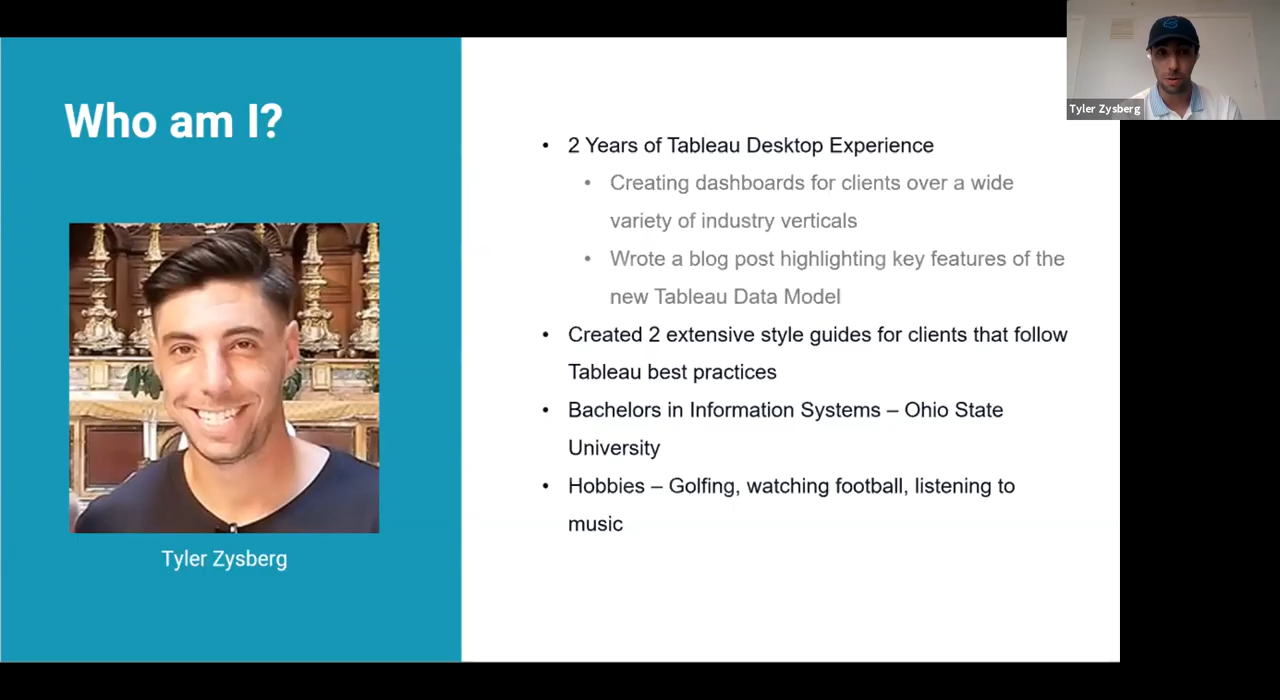 Who am I?
Tyler Zysberg
• 2 Years of Tableau Desktop Experience
• Creating dashboards for clients over a wide
variety of industry verticals
• Wrote a blog post highlighting key features of the
new Tableau Data Model
• Created 2 extensive style guides for clients that follow
Tableau best practices
• Bachelors in Information Systems – Ohio State
University
• Hobbies – Golfing, watching football, listening to
music
Tyler Zysberg